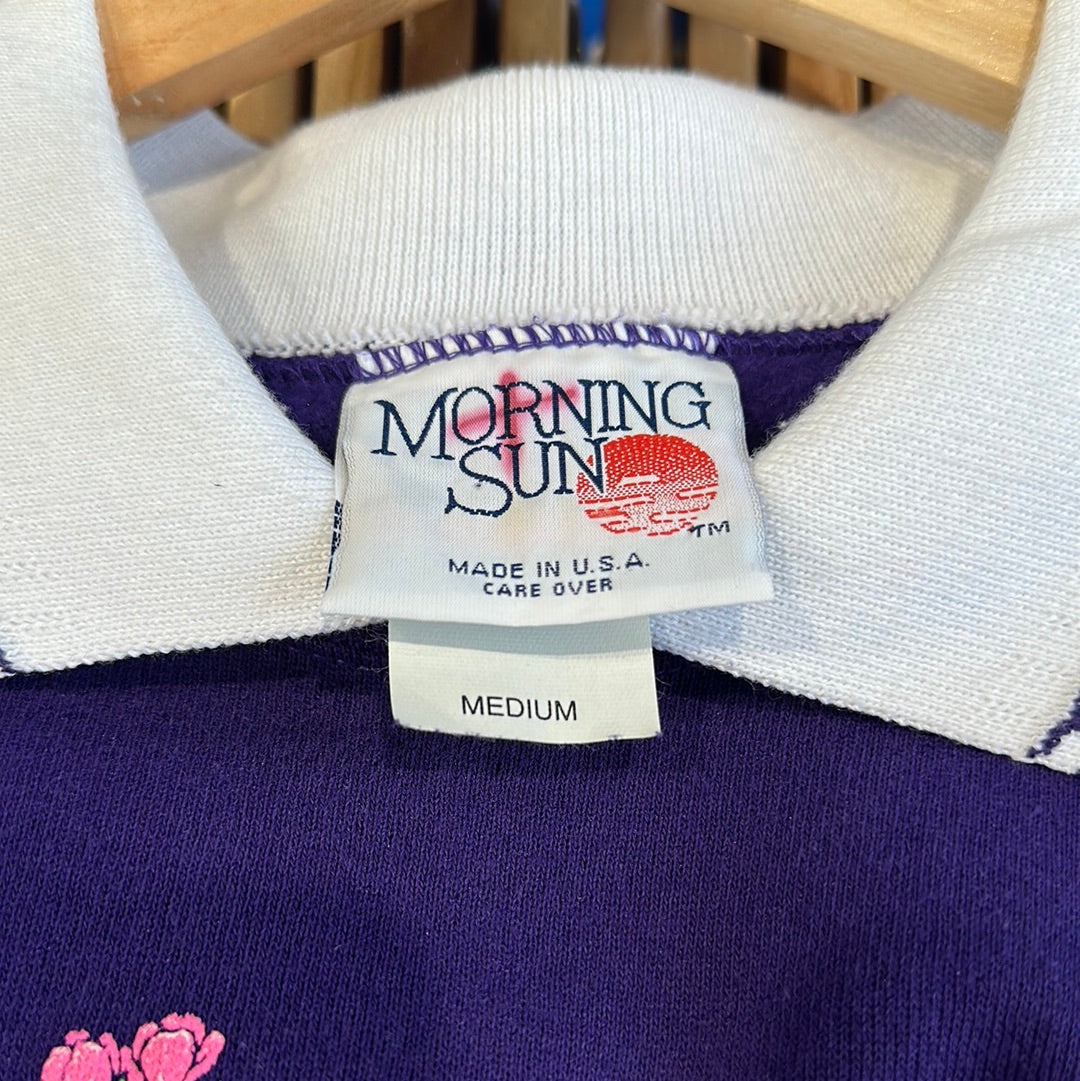 MORNING
SUN
TM
MADE IN U.S.A.
CARE OVER
MEDIUM